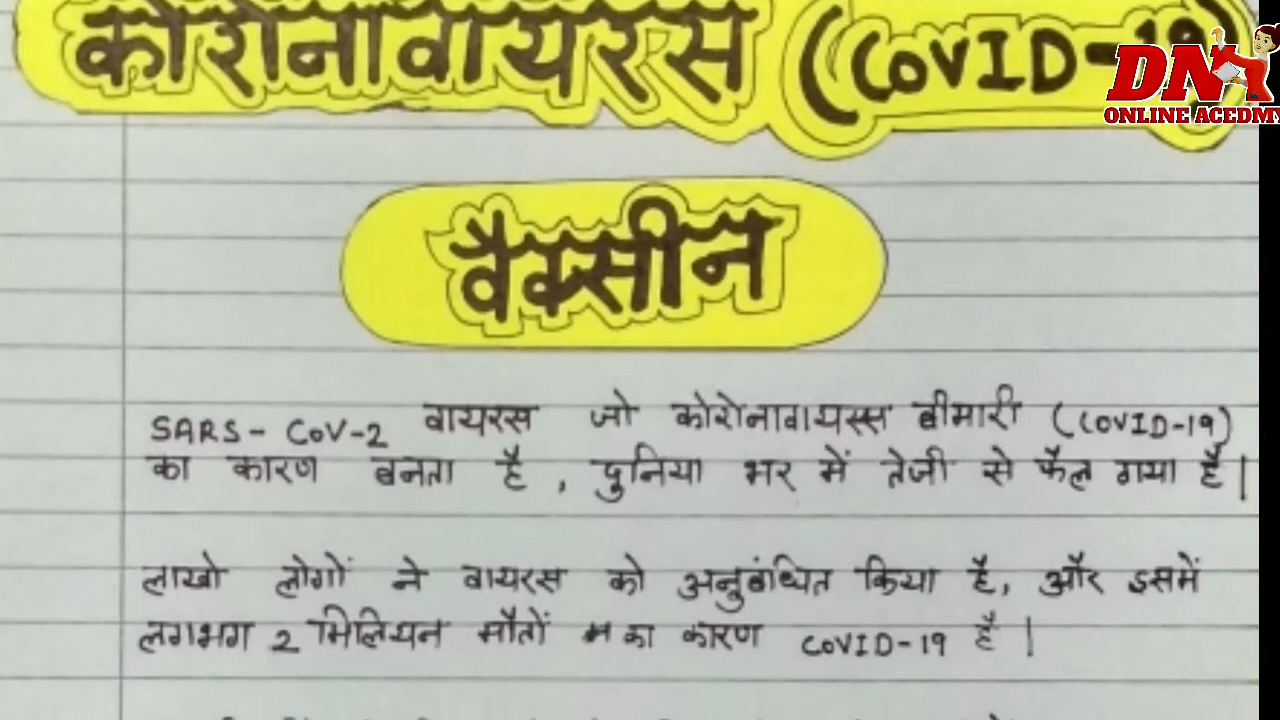 कोरोनावायरस (COVID-19)
DN
ONLINE ACEDMY
वैक्सीन
SARS-CoV-2 वायरस जो कोरोनावायरस बीमारी (COVID-19)
का कारण बनता है, दुनिया भर में तेजी से फैल गया है।
लाखो लोगों ने वायरस को अनुबंधित किया है, और इसमें
लगभग 2 मिलियन मौतों का कारण COVID-19 है।